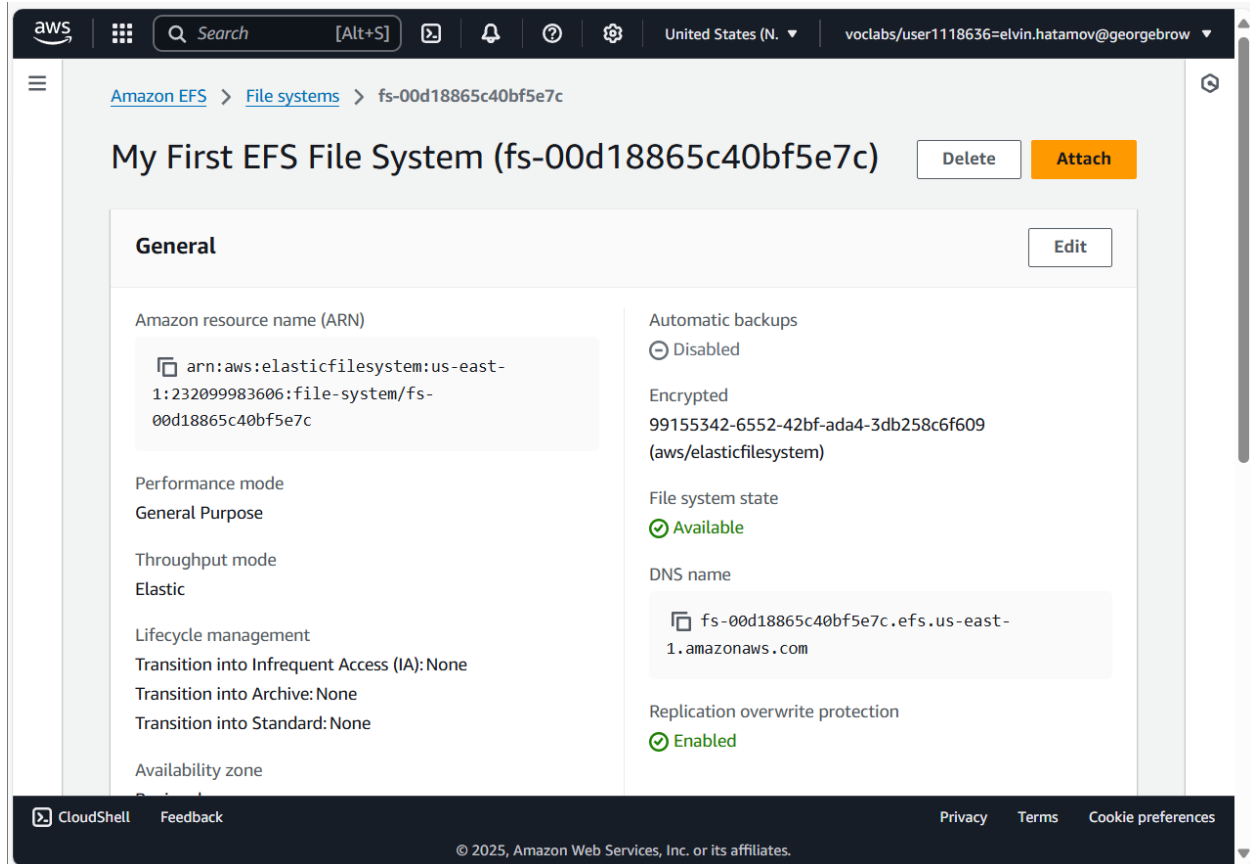 aws
Search [Alt+S]
United States (N. ▼
voclabs/user1118636=elvin.hatamov@georgebrow ▼
Amazon EFS > File systems > fs-00d18865c40bf5e7c
My First EFS File System (fs-00d18865c40bf5e7c)
Delete
Attach
General
Edit
Amazon resource name (ARN)
arn:aws:elasticfilesystem:us-east-
1:232099983606:file-system/fs-
00d18865c40bf5e7c
Performance mode
General Purpose
Throughput mode
Elastic
Lifecycle management
Transition into Infrequent Access (IA): None
Transition into Archive: None
Transition into Standard: None
Availability zone
Automatic backups
Disabled
Encrypted
99155342-6552-42bf-ada4-3db258c6f609
(aws/elasticfilesystem)
File system state
Available
DNS name
fs-00d18865c40bf5e7c.efs.us-east-
1.amazonaws.com
Replication overwrite protection
Enabled
CloudShell
Feedback
Privacy
Terms
Cookie preferences
© 2025, Amazon Web Services, Inc. or its affiliates.